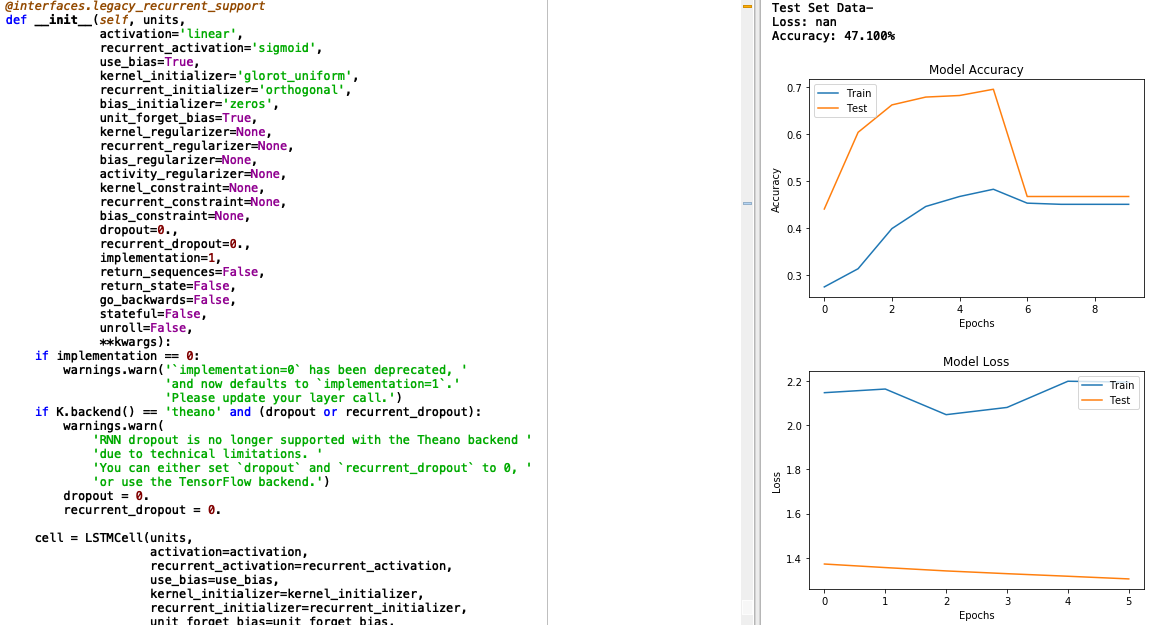 @interfaces.legacy_recurrent_support
def __init__(self, units,
activation='linear',
recurrent_activation='sigmoid',
use_bias=True,
kernel_initializer='glorot_uniform',
recurrent_initializer='orthogonal',
bias_initializer='zeros',
unit_forget_bias=True,
kernel_regularizer=None,
recurrent_regularizer=None,
bias_regularizer=None,
activity_regularizer=None,
kernel_constraint=None,
recurrent_constraint=None,
bias_constraint=None,
dropout=0.,
recurrent_dropout=0.,
implementation=1,
return_sequences=False,
return_state=False,
go_backwards=False,
stateful=False,
unroll=False,
**kwargs):
if implementation == 0:
warnings.warn('`implementation=0` has been deprecated, '
'and now defaults to `implementation=1`.'
'Please update your layer call.')
if K.backend() == 'theano' and (dropout or recurrent_dropout):
warnings.warn(
'RNN dropout is no longer supported with the Theano backend '
'due to technical limitations. '
'You can either set `dropout` and `recurrent_dropout` to 0, '
'or use the TensorFlow backend.')
dropout = 0.
recurrent_dropout = 0.
cell = LSTMCell(units,
activation=activation,
recurrent_activation=recurrent_activation,
use_bias=use_bias,
kernel_initializer=kernel_initializer,
recurrent_initializer=recurrent_initializer,
unit_forget_bias=unit_forget_bias,
Test Set Data-
Loss: nan
Accuracy: 47.100%
Model Accuracy
Train
Test
0.7
0.6
0.5
0.4
0.3
Accuracy
0 2 4 6 8
Epochs
Model Loss
Train
Test
2.2
2.0
1.8
1.6
1.4
Loss
0 1 2 3 4 5
Epochs